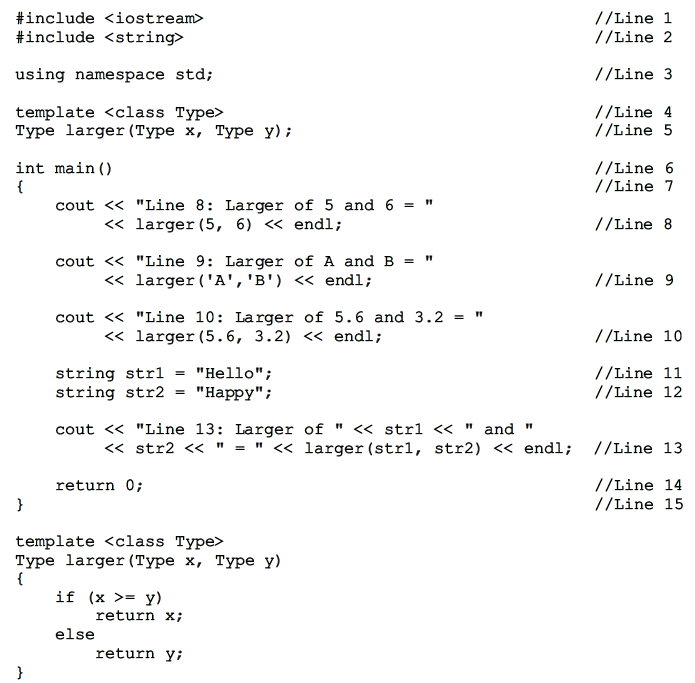 #include <iostream> //Line 1
#include <string> //Line 2
using namespace std; //Line 3
template <class Type> //Line 4
Type larger(Type x, Type y); //Line 5
int main() //Line 6
{ //Line 7
    cout << "Line 8: Larger of 5 and 6 = "
         << larger(5, 6) << endl; //Line 8
    cout << "Line 9: Larger of A and B = "
         << larger('A','B') << endl; //Line 9
    cout << "Line 10: Larger of 5.6 and 3.2 = "
         << larger(5.6, 3.2) << endl; //Line 10
    string str1 = "Hello"; //Line 11
    string str2 = "Happy"; //Line 12
    cout << "Line 13: Larger of " << str1 << " and "
         << str2 << " = " << larger(str1, str2) << endl; //Line 13
    return 0; //Line 14
} //Line 15
template <class Type>
Type larger(Type x, Type y)
{
    if (x >= y)
        return x;
    else
        return y;
}